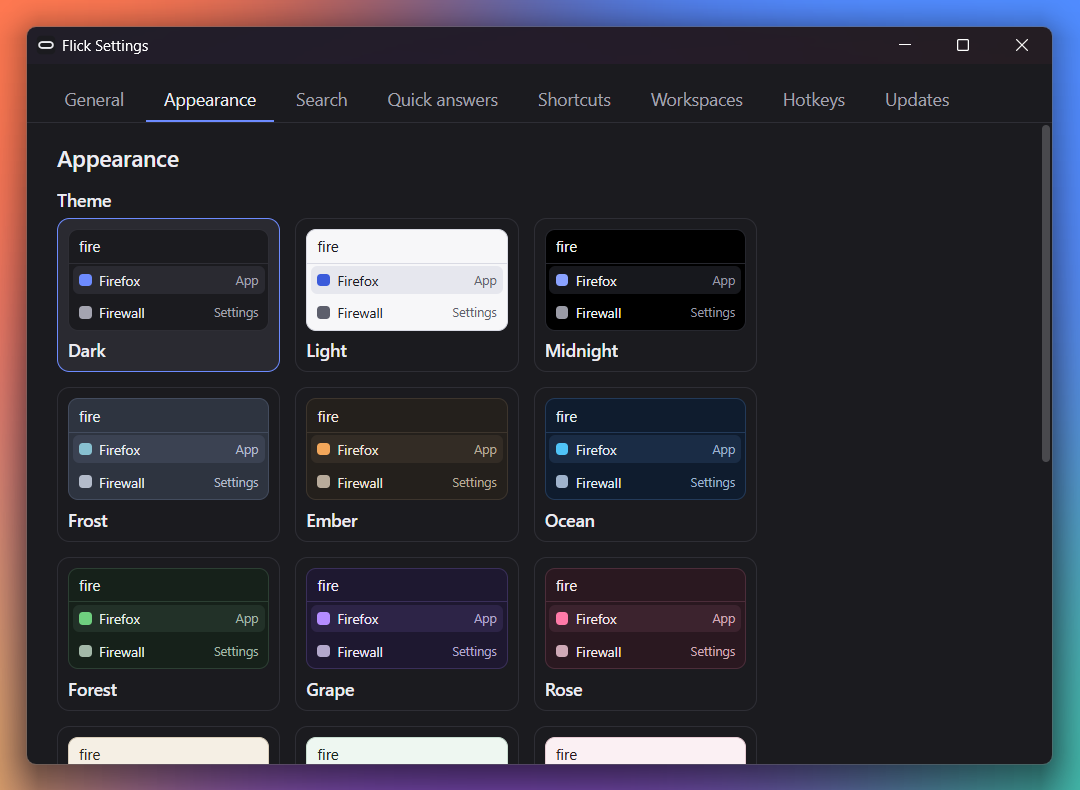 Flick Settings
General Appearance Search Quick answers Shortcuts Workspaces Hotkeys Updates
Appearance
Theme
fire fire fire
Firefox App Firefox App Firefox App
Firewall Settings Firewall Settings Firewall Settings
Dark Light Midnight
fire fire fire
Firefox App Firefox App Firefox App
Firewall Settings Firewall Settings Firewall Settings
Frost Ember Ocean
fire fire fire
Firefox App Firefox App Firefox App
Firewall Settings Firewall Settings Firewall Settings
Forest Grape Rose
fire fire fire